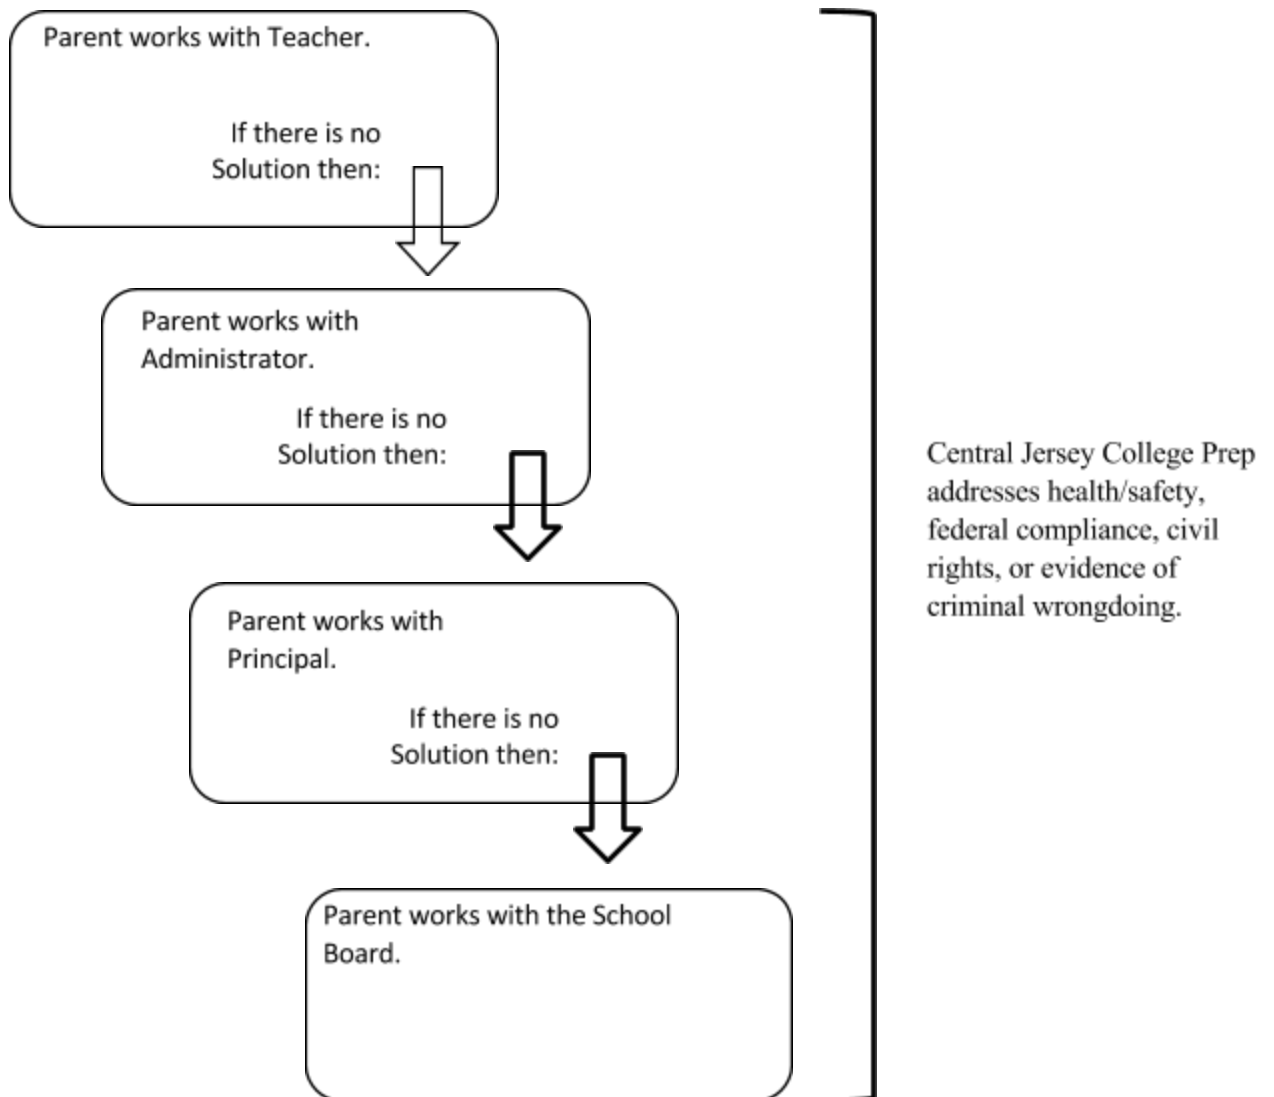 Parent works with Teacher.
If there is no
Solution then:
Parent works with
Administrator.
If there is no
Solution then:
Parent works with
Principal.
If there is no
Solution then:
Parent works with the School
Board.
Central Jersey College Prep
addresses health/safety,
federal compliance, civil
rights, or evidence of
criminal wrongdoing.